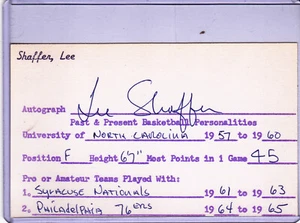 Shaffer, Lee
Autograph Lee Shaffer
Past & Present Basketball Personalities
University of NORTH CAROLINA 1957 to 1960
Position F Height 6'7" Most Points in 1 Game 45
Pro or Amateur Teams Played With:
1. SYRACUSE NATIONALS 1961 to 1963
2. PHILADELPHIA 76ERS 1964 to 1965